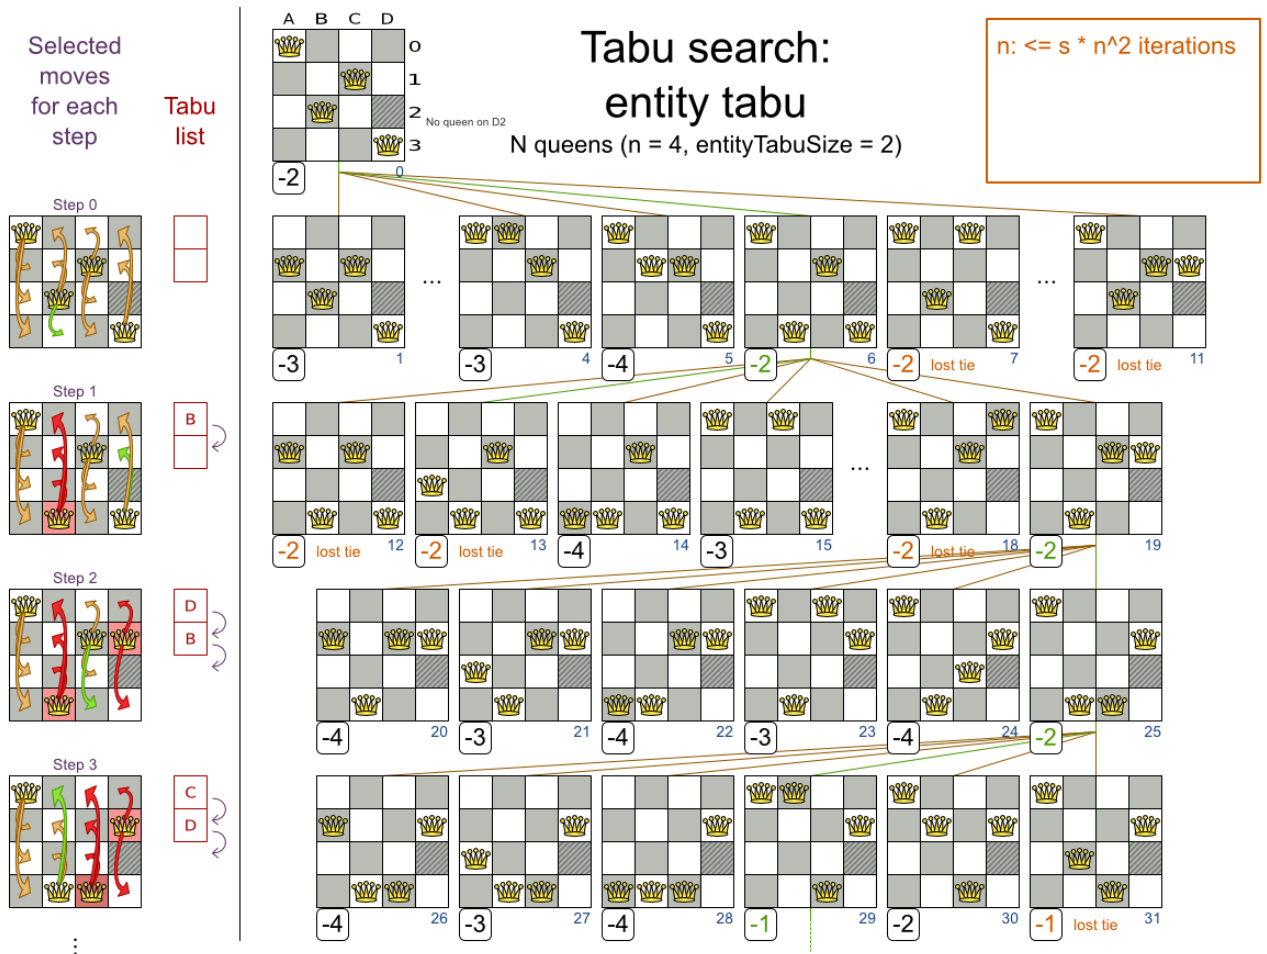 Selected
moves
for each
step
Tabu
list
A B C D
0
1
2
3
No queen on D2
-2
0
Tabu search:
entity tabu
N queens (n = 4, entityTabuSize = 2)
n: <= s * n^2 iterations
Step 0
...
...
-3 1
-3 4
-4 5
-2 6
-2 lost tie 7
-2 lost tie 11
Step 1
B
...
-2 lost tie 12
-2 lost tie 13
-4 14
-3 15
-2 lost tie 18
-2 19
Step 2
D
B
-4 20
-3 21
-4 22
-3 23
-4 24
-2 25
Step 3
C
D
-4 26
-3 27
-4 28
-1 29
-2 30
-1 lost tie 31
...